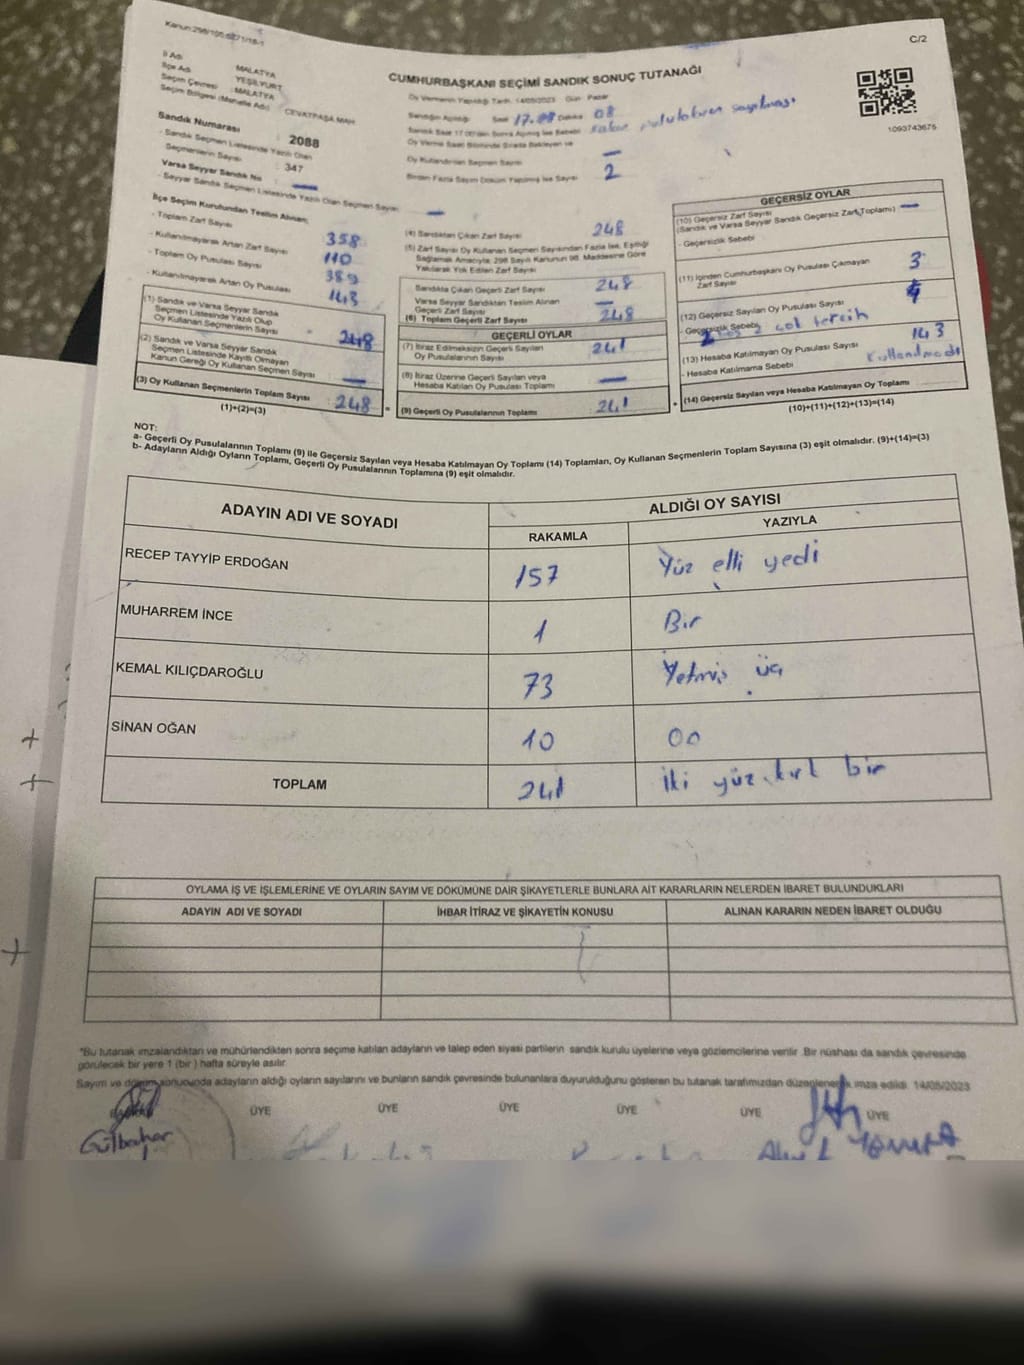 Kanun:298/105;6271/18-1
C/2
CUMHURBAŞKANI SEÇİMİ SANDIK SONUÇ TUTANAĞI
İl Adı : MALATYA
İlçe Adı : YEŞİLYURT
Seçim Çevresi : MALATYA
Seçim Bölgesi (Mahalle Adı) : CEVATPAŞA MAH.
Oy Vermenin Yapıldığı Tarih: 14/05/2023 Gün: Pazar
Sandığın Açıldığı Saat 17.08 Dakika 08
Sandık Saat 17:00'den Sonra Açılmış İse Sebebi
1093743675
Sandık Numarası : 2088
- Sandık Seçmen Listesinde Yazılı Olan
Seçmenlerin Sayısı : 347
Varsa Seyyar Sandık No : —
- Seyyar Sandık Seçmen Listesinde Yazılı Olan Seçmen Sayısı —
Oy Verme Saati Bitiminde Sırada Bekleyen ve
Oy Kullandırılan Seçmen Sayısı —
Birden Fazla Sayım Döküm Yapılmış İse Sayısı 2
İlçe Seçim Kurulundan Teslim Alınan;
- Toplam Zarf Sayısı 358
- Kullanılmayarak Artan Zarf Sayısı 110
- Toplam Oy Pusulası Sayısı 389
- Kullanılmayarak Artan Oy Pusulası 143
(1) Sandık ve Varsa Seyyar Sandık
Seçmen Listesinde Yazılı Olup
Oy Kullanan Seçmenlerin Sayısı : 248
(2) Sandık ve Varsa Seyyar Sandık
Seçmen Listesinde Kayıtlı Olmayan
Kanun Gereği Oy Kullanan Seçmen Sayısı : —
(3) Oy Kullanan Seçmenlerin Toplam Sayısı : 248
(1)+(2)=(3)
(4) Sandıktan Çıkan Zarf Sayısı 248
(5) Zarf Sayısı Oy Kullanan Seçmen Sayısından Fazla İse, Eşitliği
Sağlamak Amacıyla; 298 Sayılı Kanunun 98. Maddesine Göre
Yakılarak Yok Edilen Zarf Sayısı
Sandıkta Çıkan Geçerli Zarf Sayısı : 248
Varsa Seyyar Sandıktan Teslim Alınan
Geçerli Zarf Sayısı : —
(6) Toplam Geçerli Zarf Sayısı : 248
GEÇERLİ OYLAR
(7) İtiraz Edilmeksizin Geçerli Sayılan
Oy Pusulalarının Sayısı : 241
(8) İtiraz Üzerine Geçerli Sayılan veya
Hesaba Katılan Oy Pusulası Toplamı : —
(9) Geçerli Oy Pusulalarının Toplamı : 241
GEÇERSİZ OYLAR
(10) Geçersiz Zarf Sayısı
(Sandık ve Varsa Seyyar Sandık Geçersiz Zarf Toplamı) —
- Geçersizlik Sebebi
(11) İçinden Cumhurbaşkanı Oy Pusulası Çıkmayan
Zarf Sayısı 3
(12) Geçersiz Sayılan Oy Pusulası Sayısı 4
- Geçersizlik Sebebi tercih
(13) Hesaba Katılmayan Oy Pusulası Sayısı 143
- Hesaba Katılmama Sebebi Kullanılmadı
(14) Geçersiz Sayılan veya Hesaba Katılmayan Oy Toplamı
(10)+(11)+(12)+(13)=(14)
NOT:
a- Geçerli Oy Pusulalarının Toplamı (9) ile Geçersiz Sayılan veya Hesaba Katılmayan Oy Toplamı (14) Toplamları, Oy Kullanan Seçmenlerin Toplam Sayısına (3) eşit olmalıdır. (9)+(14)=(3)
b- Adayların Aldığı Oyların Toplamı, Geçerli Oy Pusulalarının Toplamına (9) eşit olmalıdır.
ADAYIN ADI VE SOYADI
ALDIĞI OY SAYISI
RAKAMLA YAZIYLA
RECEP TAYYİP ERDOĞAN 157 Yüz elli yedi
MUHARREM İNCE 1 Bir
KEMAL KILIÇDAROĞLU 73 Yetmiş üç
SİNAN OĞAN 10 On
TOPLAM 241 İki yüz kırk bir
OYLAMA İŞ VE İŞLEMLERİNE VE OYLARIN SAYIM VE DÖKÜMÜNE DAİR ŞİKAYETLERLE BUNLARA AİT KARARLARIN NELERDEN İBARET BULUNDUKLARI
ADAYIN ADI VE SOYADI İHBAR İTİRAZ VE ŞİKAYETİN KONUSU ALINAN KARARIN NEDEN İBARET OLDUĞU
*Bu tutanak imzalandıktan ve mühürlendikten sonra seçime katılan adayların ve talep eden siyasi partilerin sandık kurulu üyelerine veya gözlemcilerine verilir. Bir nüshası da sandık çevresinde
görülecek bir yere 1 (bir) hafta süreyle asılır.
Sayım ve döküm sonucunda adayların aldığı oyların sayılarını ve bunların sandık çevresinde bulunanlara duyurulduğunu gösteren bu tutanak tarafımızdan düzenlenerek imza edildi. 14/05/2023
ÜYE ÜYE ÜYE ÜYE ÜYE ÜYE
Gülbahar